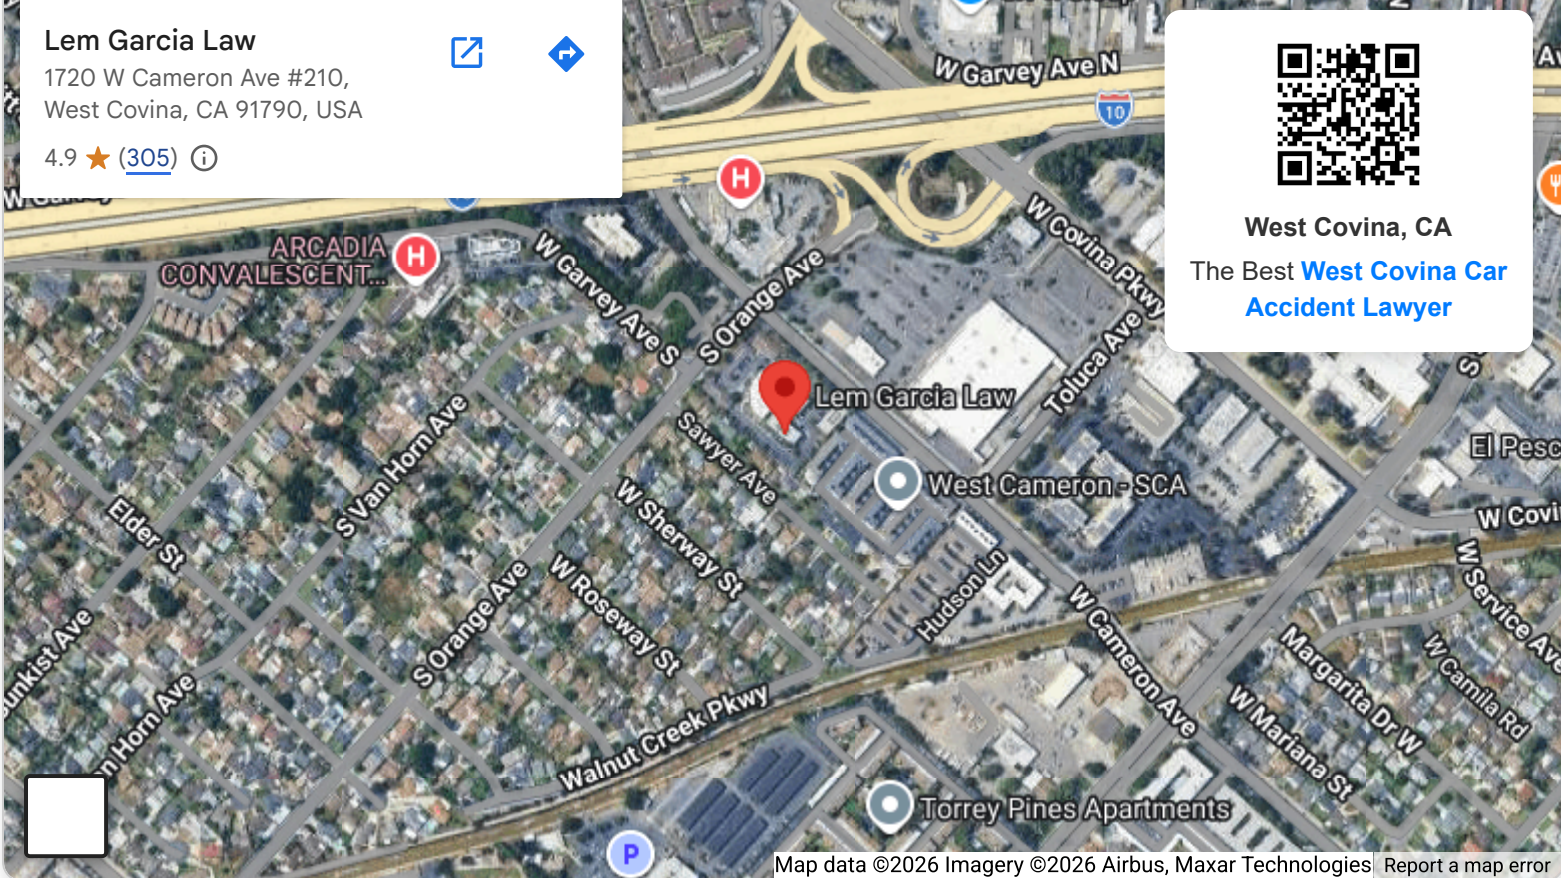 Lem Garcia Law
1720 W Cameron Ave #210,
West Covina, CA 91790, USA
4.9 ★ (305)
W Garvey Ave N
10
H
West Covina, CA
The Best West Covina Car
Accident Lawyer
W Covina Pkwy
ARCADIA
CONVALESCENT...
H
W Garvey Ave S
S Orange Ave
Toluca Ave
Lem Garcia Law
S Van Horn Ave
Sawyer Ave
West Cameron - SCA
El Pesc
Elder St
W Sherway St
W Covi
W Roseway St
Hudson Ln
W Service Ave
S Orange Ave
W Cameron Ave
unkist Ave
Margarita Dr W
W Camila Rd
n Horn Ave
Walnut Creek Pkwy
W Mariana St
Torrey Pines Apartments
P
Map data ©2026 Imagery ©2026 Airbus, Maxar Technologies
Report a map error